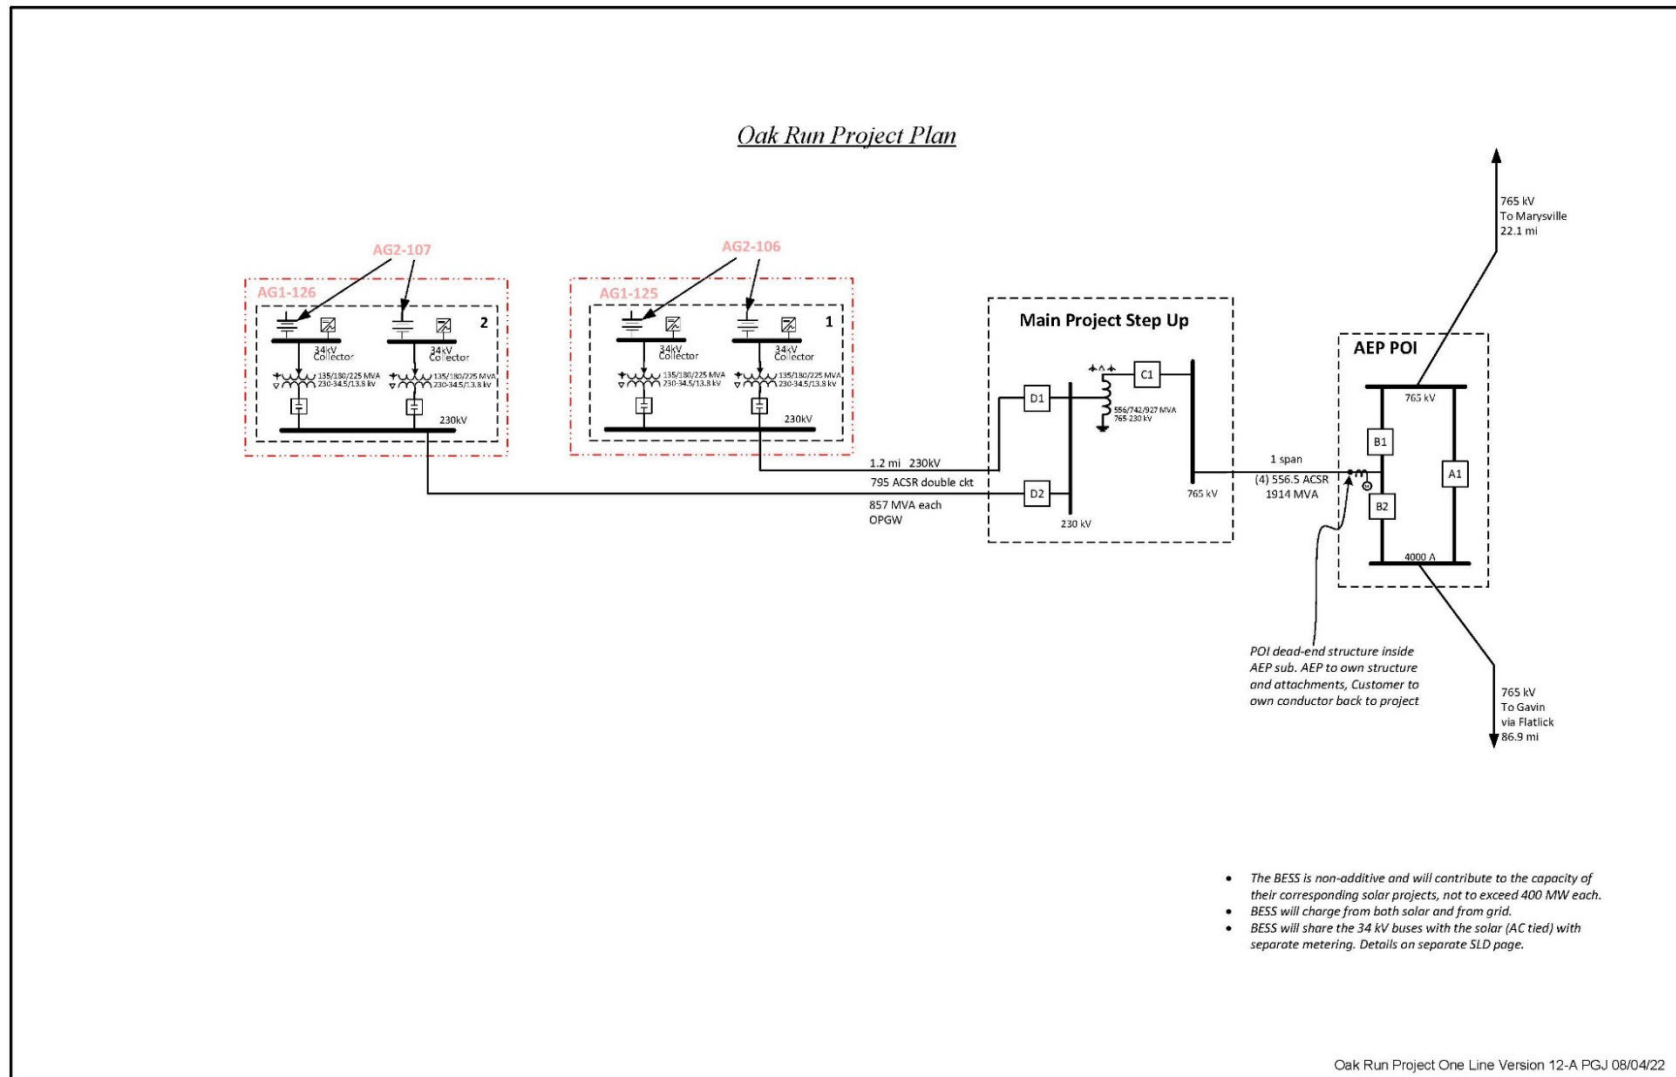 Oak Run Project Plan
AG2-107
AG2-106
AG1-126
AG1-125
2
34kV
Collector
34kV
Collector
135/180/225 MVA
230-34.5/13.8 kv
135/180/225 MVA
230-34.5/13.8 kv
230kV
1
34kV
Collector
34kV
Collector
135/180/225 MVA
230-34.5/13.8 kv
135/180/225 MVA
230-34.5/13.8 kv
230kV
1.2 mi 230kV
795 ACSR double ckt
857 MVA each
OPGW
Main Project Step Up
D1
D2
C1
556/742/927 MVA
765-230 kV
230 kV
765 kV
1 span
(4) 556.5 ACSR
1914 MVA
AEP POI
765 kV
B1
B2
A1
M
4000 A
765 kV
To Marysville
22.1 mi
POI dead-end structure inside
AEP sub. AEP to own structure
and attachments, Customer to
own conductor back to project
765 kV
To Gavin
via Flatlick
86.9 mi
• The BESS is non-additive and will contribute to the capacity of
their corresponding solar projects, not to exceed 400 MW each.
• BESS will charge from both solar and from grid.
• BESS will share the 34 kV buses with the solar (AC tied) with
separate metering. Details on separate SLD page.
Oak Run Project One Line Version 12-A PGJ 08/04/22